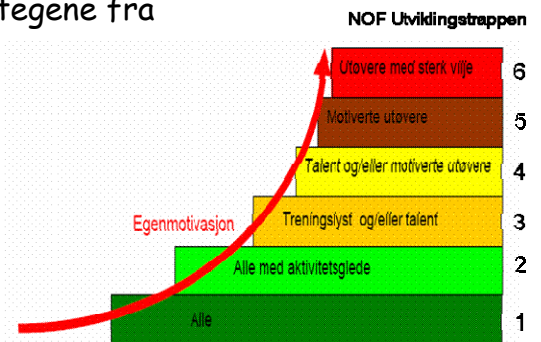 tegene fra
NOF Utviklingstrappen
Utøvere med sterk vilje 6
Motiverte utøvere 5
Talent og/eller motiverte utøvere 4
Egenmotivasjon
Treningslyst og/eller talent 3
Alle med aktivitetsglede 2
Alle 1